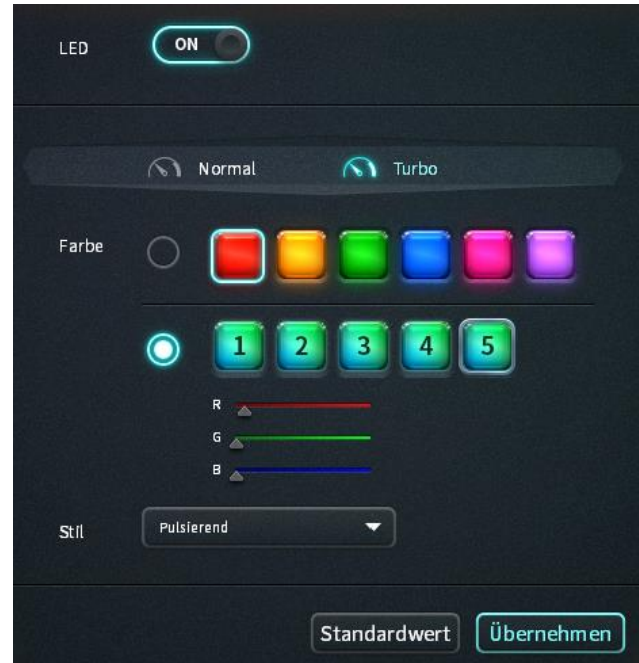 LED ON
Normal Turbo
Farbe
1 2 3 4 5
R
G
B
Stil Pulsierend
Standardwert Übernehmen